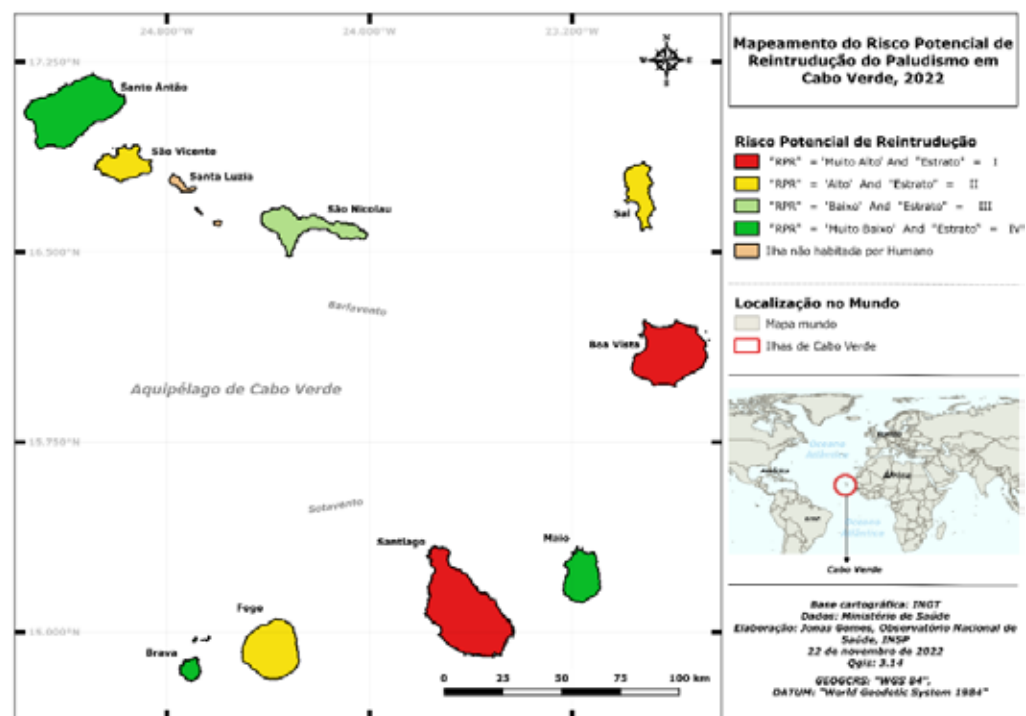 24.800°W
24.000°W
23.200°W
17.250°N
16.500°N
15.750°N
15.000°N
N
W
E
S
Santo Antão
São Vicente
Santa Luzia
São Nicolau
Sal
Barlavento
Boa Vista
Aquipélago de Cabo Verde
Sotavento
Santiago
Maio
Fogo
Brava
0 25 50 75 100 km
Mapeamento do Risco Potencial de
Reintrudução do Paludismo em
Cabo Verde, 2022
Risco Potencial de Reintrudução
"RPR" = 'Muito Alto' And "Estrato" = I
"RPR" = 'Alto' And "Estrato" = II
"RPR" = 'Baixo' And "Estrato" = III
"RPR" = 'Muito Baixo' And "Estrato" = IV"
Ilha não habitada por Humano
Localização no Mundo
Mapa mundo
Ilhas de Cabo Verde
Oceano
Atlântico
África
Oceano
Atlântico
Cabo Verde
Base cartográfica: INGT
Dados: Ministério de Saúde
Elaboração: Jonas Gomes, Observatório Nacional de
Saúde, INSP
22 de novembro de 2022
Qgis: 3.14
GEOGCRS: "WGS 84",
DATUM: "World Geodetic System 1984"